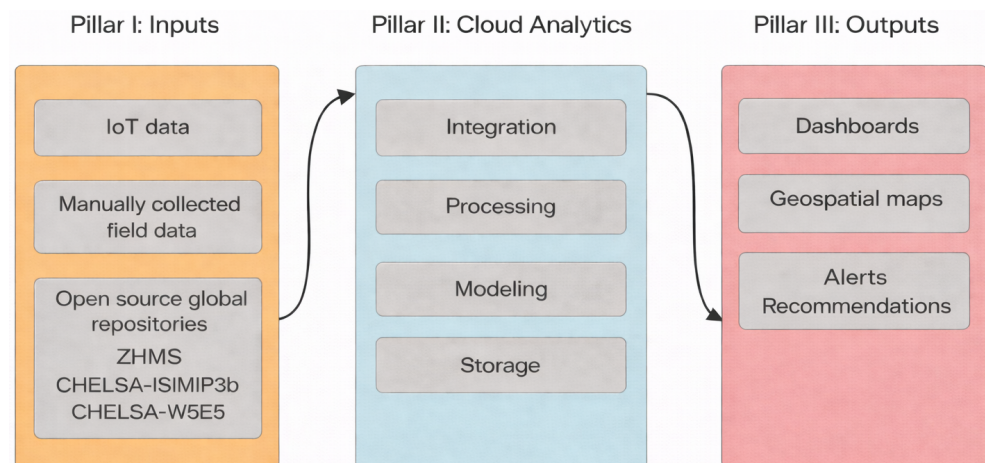 Pillar I: Inputs
IoT data
Manually collected
field data
Open source global
repositories
ZHMS
CHELSA-ISIMIP3b
CHELSA-W5E5
Pillar II: Cloud Analytics
Integration
Processing
Modeling
Storage
Pillar III: Outputs
Dashboards
Geospatial maps
Alerts
Recommendations